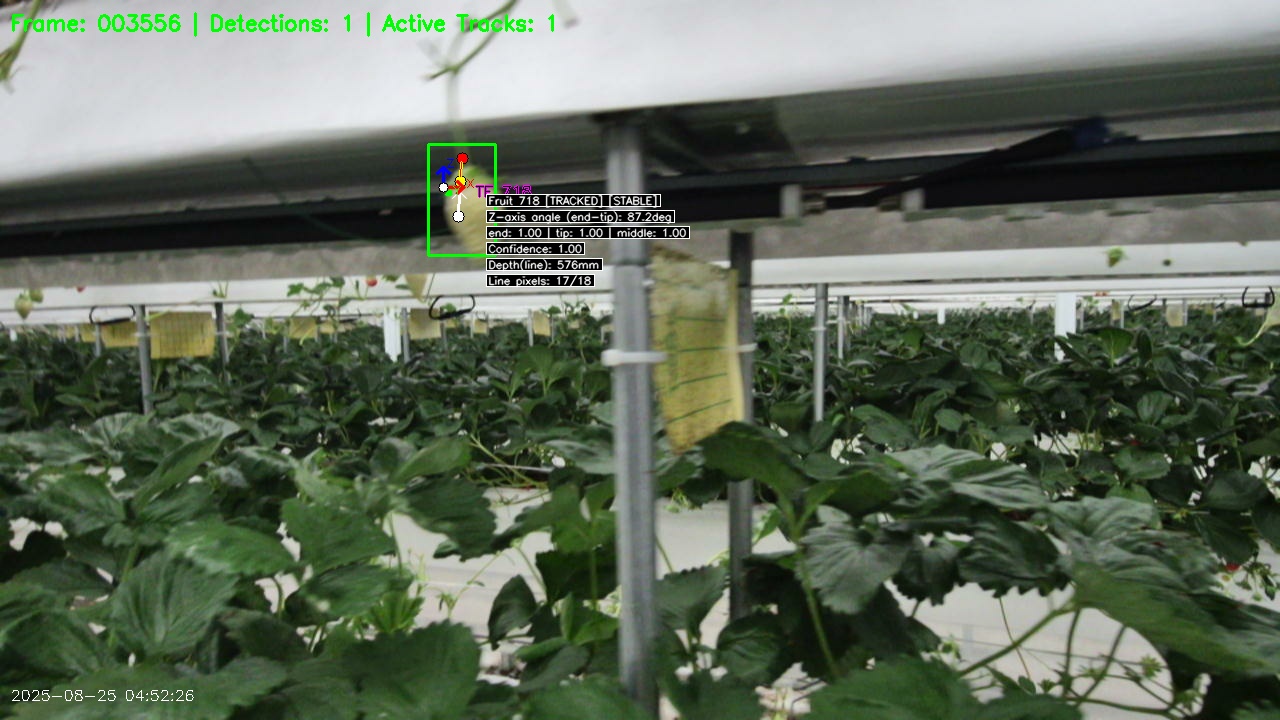 Frame: 003556 | Detections: 1 | Active Tracks: 1
TF_718
Fruit 718 [TRACKED] [STABLE]
Z-axis angle (end-tip): 87.2deg
end: 1.00 | tip: 1.00 | middle: 1.00
Confidence: 1.00
Depth(line): 576mm
Line pixels: 17/18
2025-08-25 04:52:26